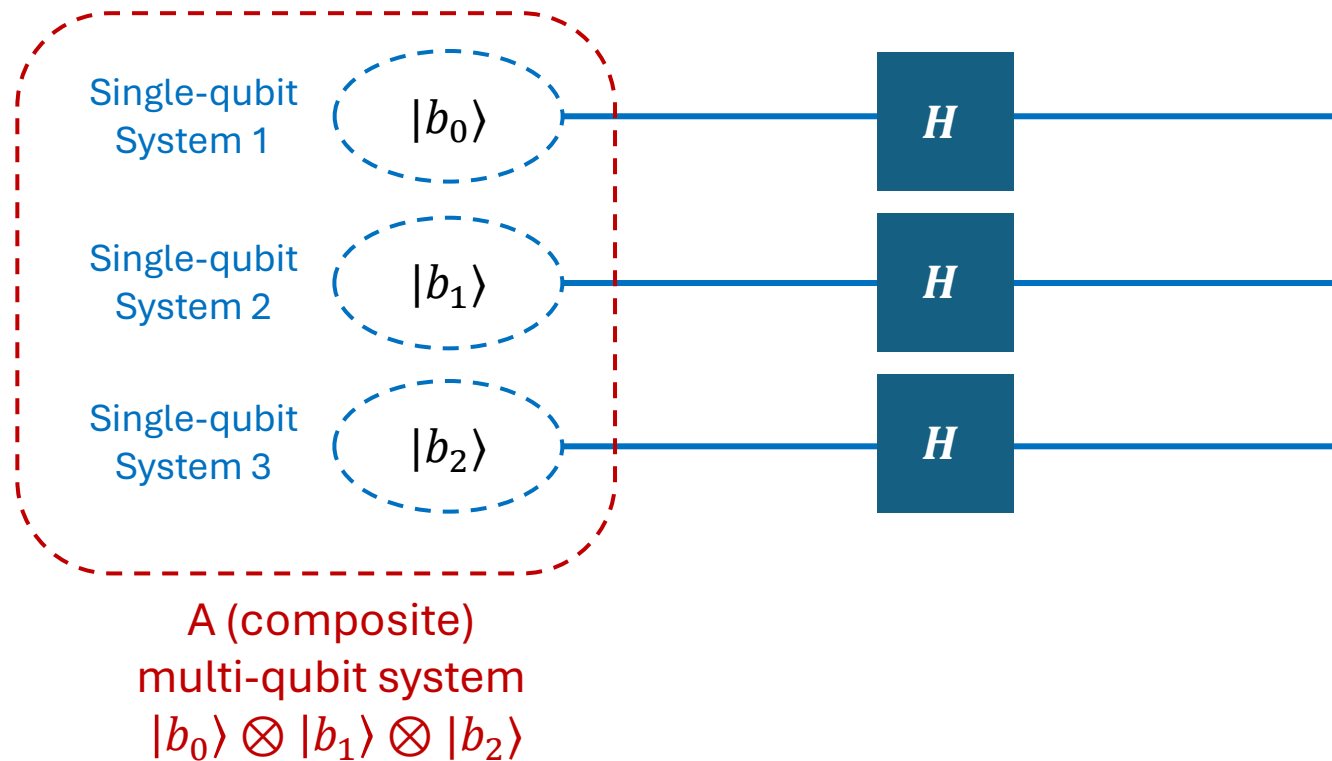 Single-qubit
System 1
|b₀⟩
H
Single-qubit
System 2
|b₁⟩
H
Single-qubit
System 3
|b₂⟩
H
A (composite)
multi-qubit system
|b₀⟩ ⊗ |b₁⟩ ⊗ |b₂⟩